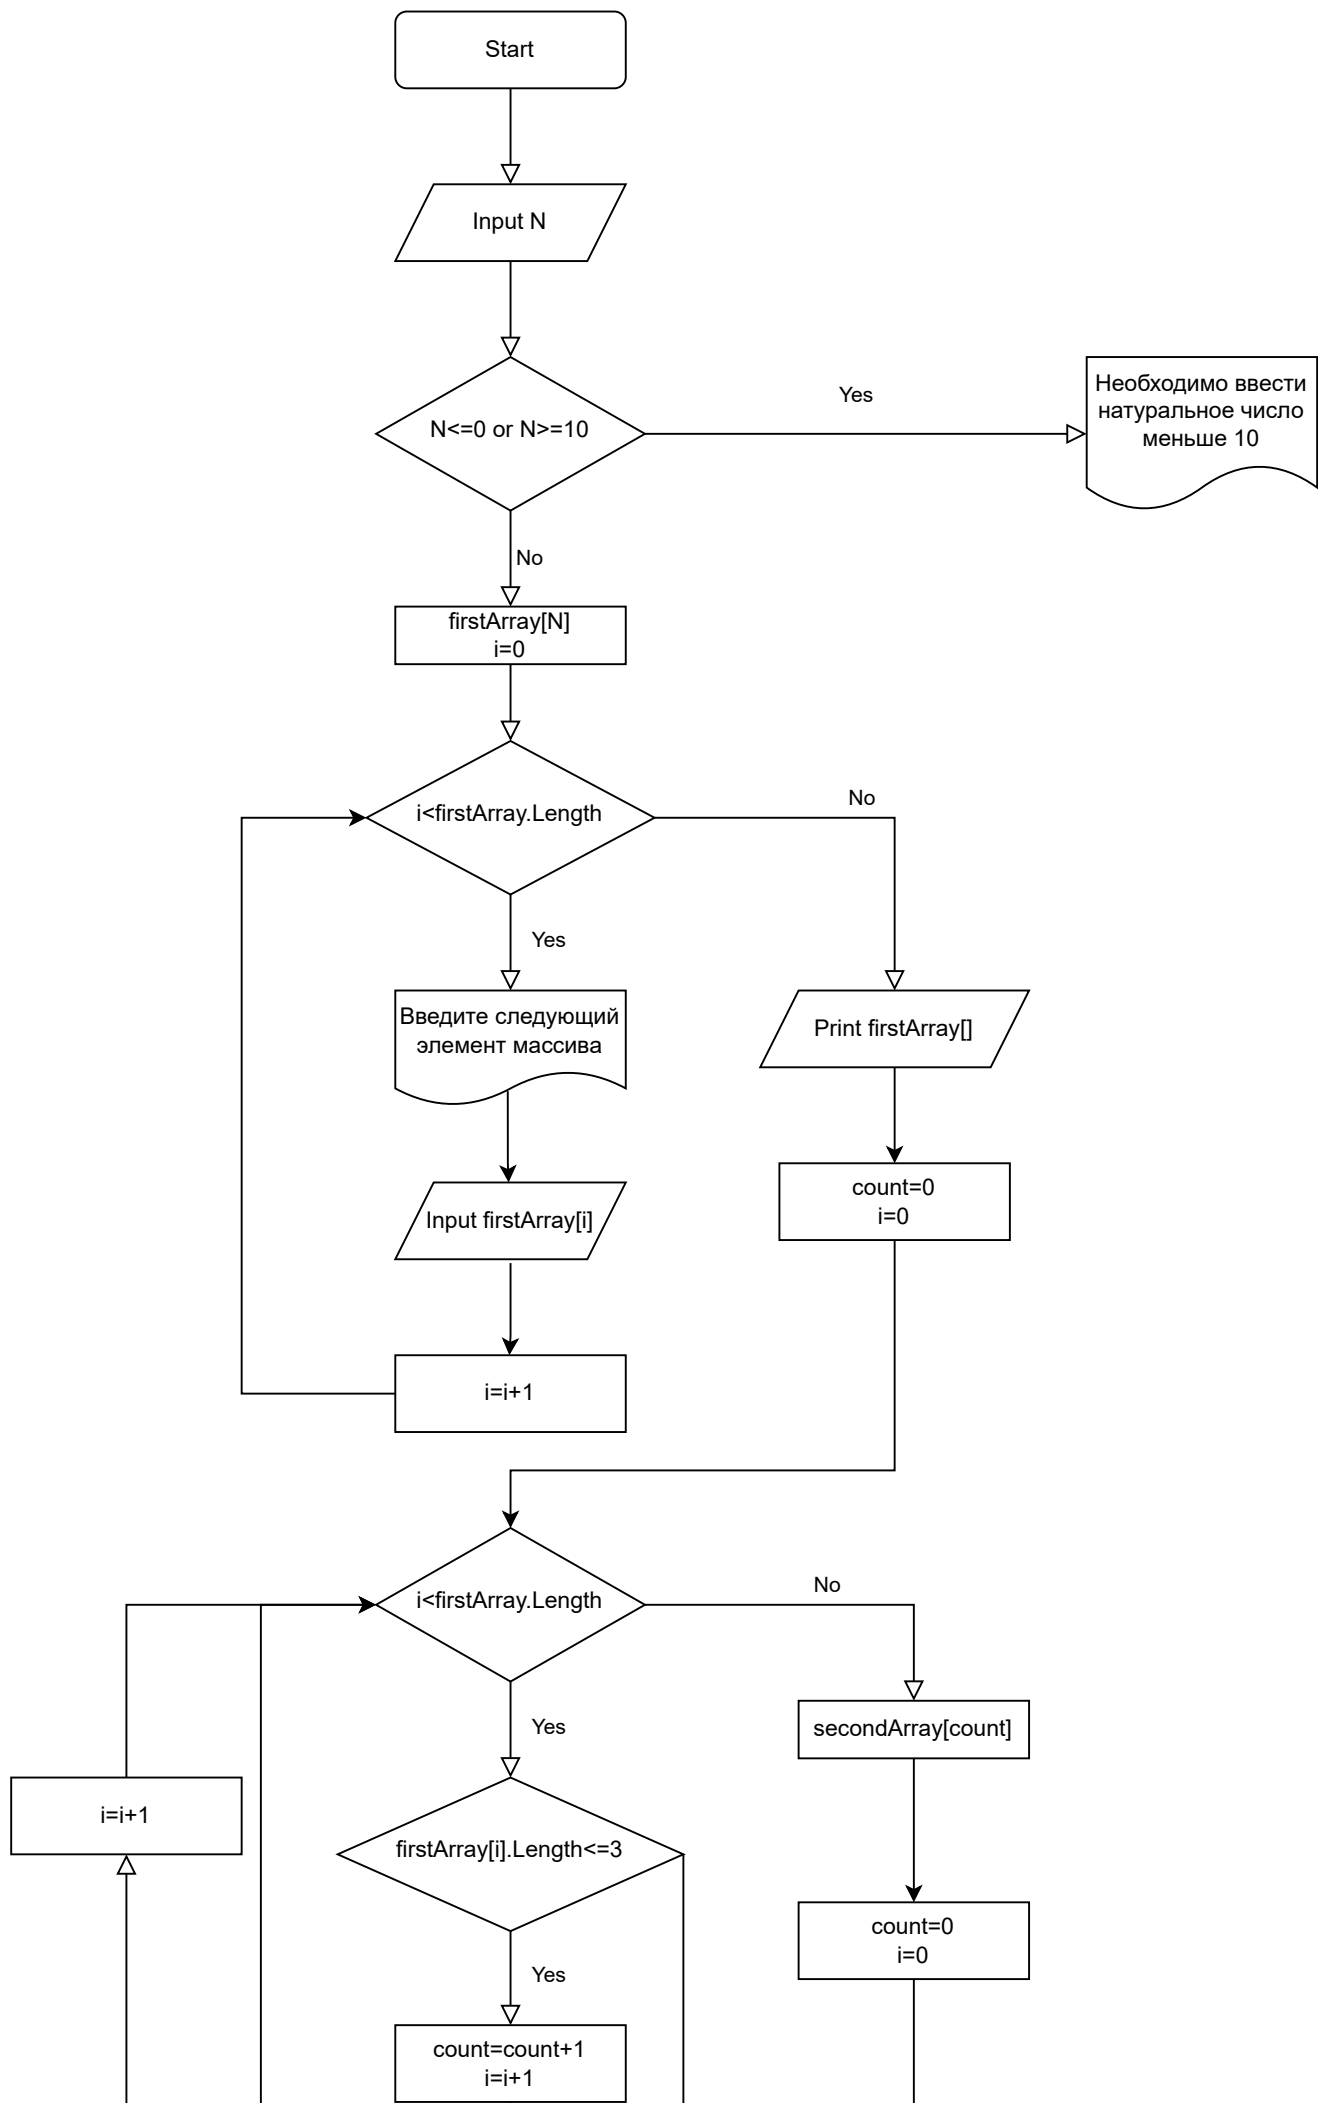 Start
Input N
N<=0 or N>=10
Yes
Необходимо ввести
натуральное число
меньше 10
No
firstArray[N]
i=0
i<firstArray.Length
No
Yes
Введите следующий
элемент массива
Print firstArray[]
Input firstArray[i]
count=0
i=0
i=i+1
i<firstArray.Length
No
Yes
secondArray[count]
i=i+1
firstArray[i].Length<=3
count=0
i=0
Yes
count=count+1
i=i+1